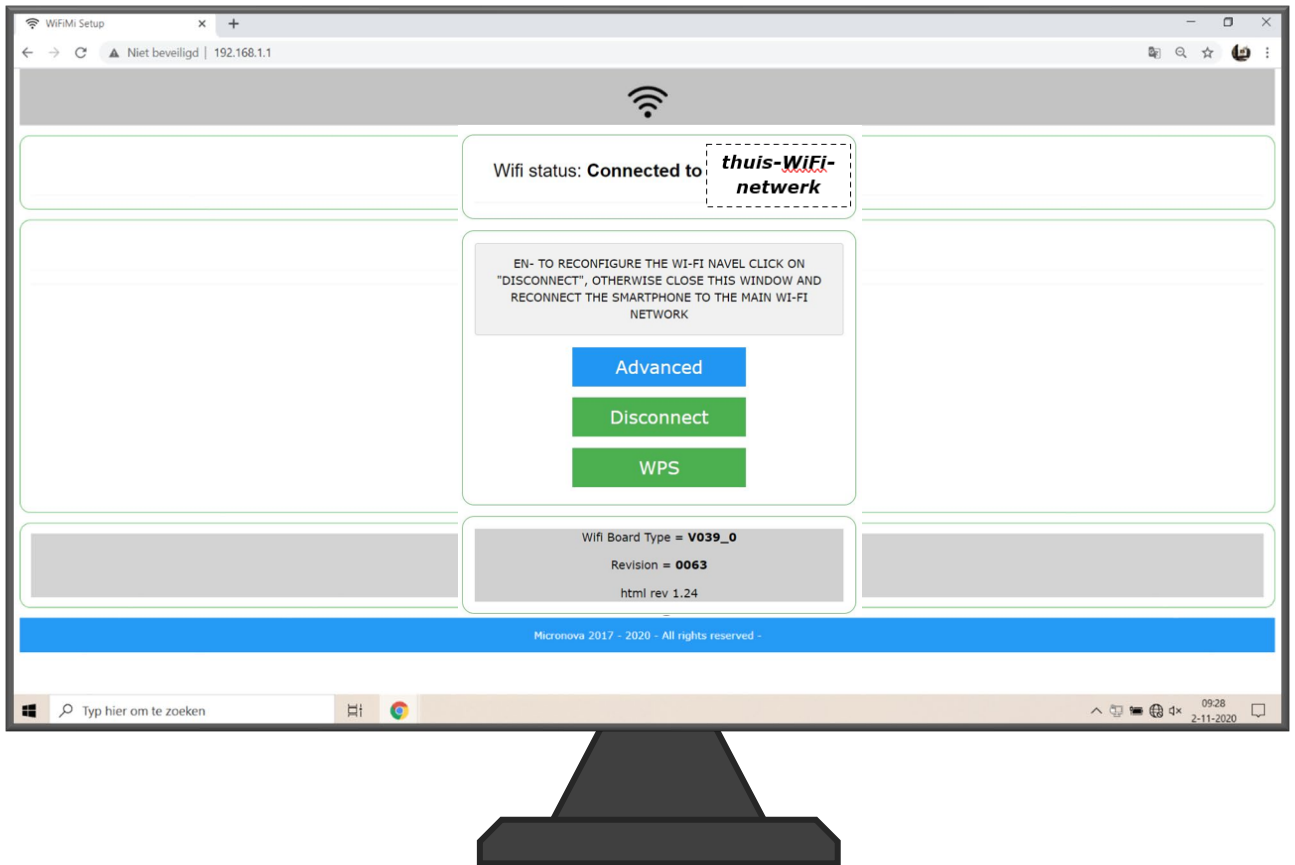 WiFiMi Setup
Niet beveiligd | 192.168.1.1
Wifi status: Connected to
thuis-WiFi-
netwerk
EN- TO RECONFIGURE THE WI-FI NAVEL CLICK ON
"DISCONNECT", OTHERWISE CLOSE THIS WINDOW AND
RECONNECT THE SMARTPHONE TO THE MAIN WI-FI
NETWORK
Advanced
Disconnect
WPS
Wifi Board Type = V039_0
Revision = 0063
html rev 1.24
Micronova 2017 - 2020 - All rights reserved -
Typ hier om te zoeken
09:28
2-11-2020